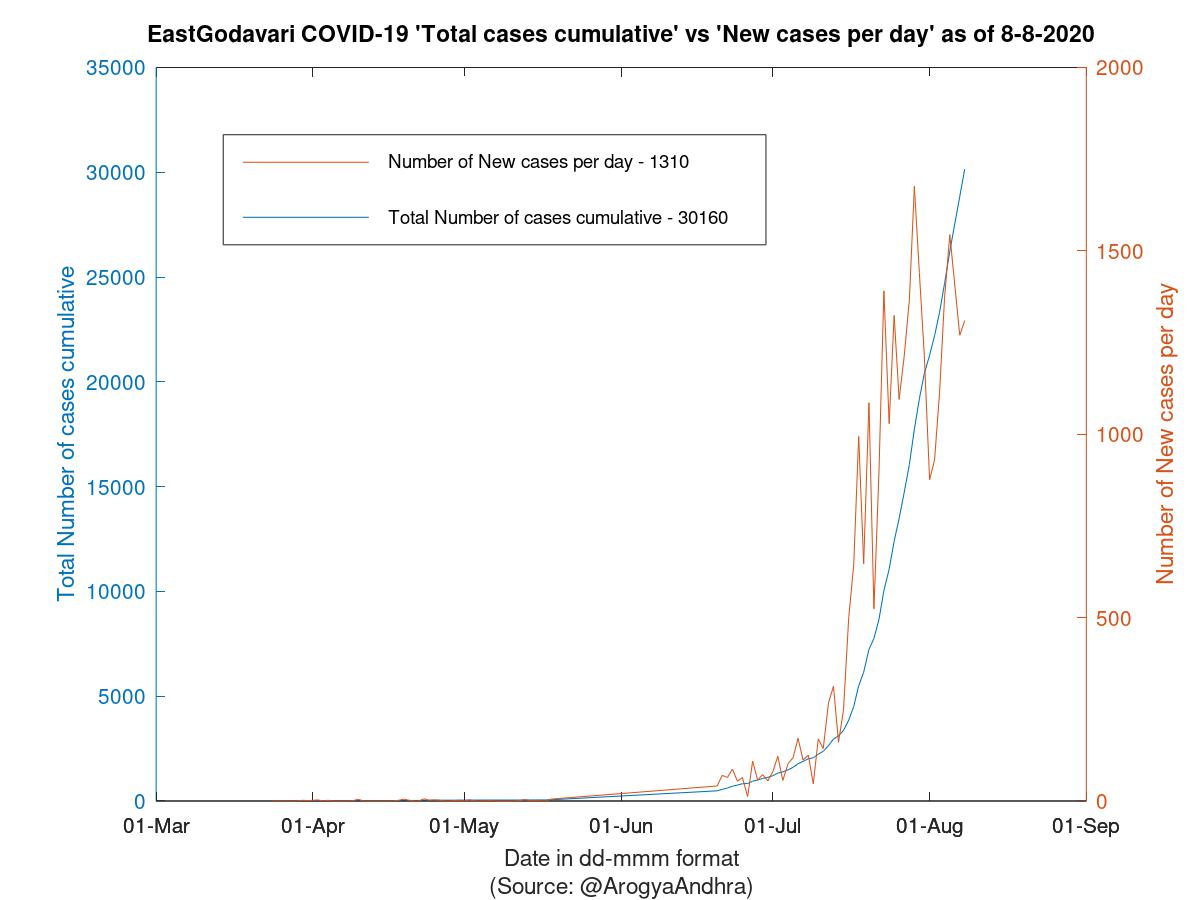 EastGodavari COVID-19 'Total cases cumulative' vs 'New cases per day' as of 8-8-2020
35000
30000
25000
20000
15000
10000
5000
0
Total Number of cases cumulative
Number of New cases per day - 1310
Total Number of cases cumulative - 30160
2000
1500
1000
500
0
Number of New cases per day
01-Mar 01-Apr 01-May 01-Jun 01-Jul 01-Aug 01-Sep
Date in dd-mmm format
(Source: @ArogyaAndhra)